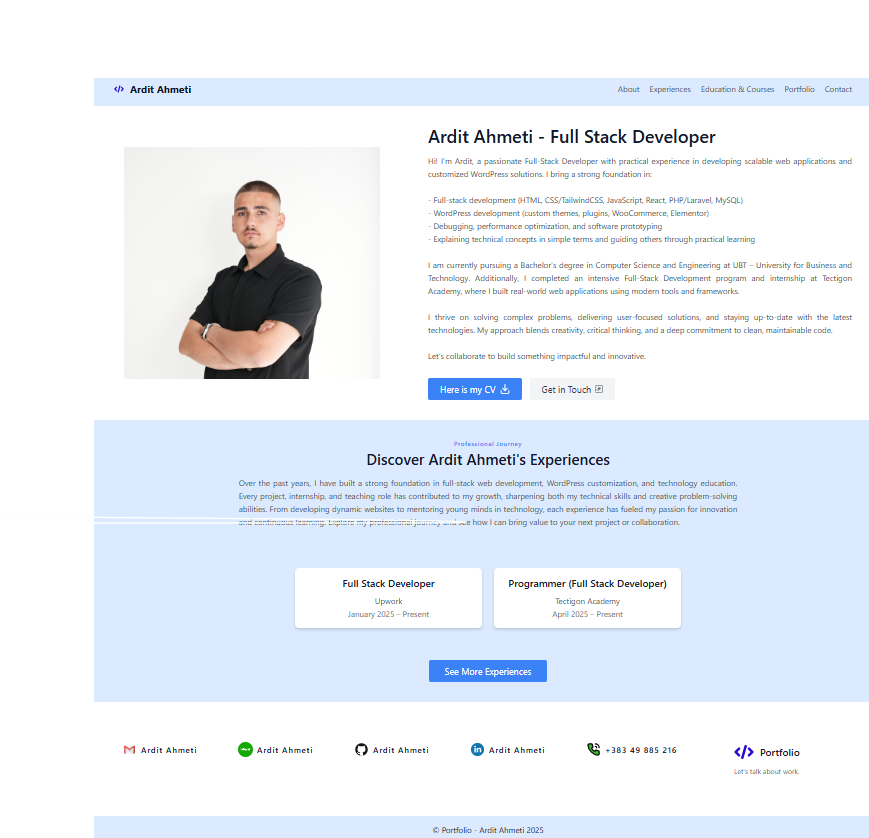 Ardit Ahmeti
About Experiences Education & Courses Portfolio Contact
Ardit Ahmeti - Full Stack Developer
Hi! I'm Ardit, a passionate Full-Stack Developer with practical experience in developing scalable web applications and
customized WordPress solutions. I bring a strong foundation in:
- Full-stack development (HTML, CSS/TailwindCSS, JavaScript, React, PHP/Laravel, MySQL)
- WordPress development (custom themes, plugins, WooCommerce, Elementor)
- Debugging, performance optimization, and software prototyping
- Explaining technical concepts in simple terms and guiding others through practical learning
I am currently pursuing a Bachelor's degree in Computer Science and Engineering at UBT – University for Business and
Technology. Additionally, I completed an intensive Full-Stack Development program and internship at Tectigon
Academy, where I built real-world web applications using modern tools and frameworks.
I thrive on solving complex problems, delivering user-focused solutions, and staying up-to-date with the latest
technologies. My approach blends creativity, critical thinking, and a deep commitment to clean, maintainable code.
Let's collaborate to build something impactful and innovative.
Here is my CV
Get in Touch
Professional Journey
Discover Ardit Ahmeti's Experiences
Over the past years, I have built a strong foundation in full-stack web development, WordPress customization, and technology education.
Every project, internship, and teaching role has contributed to my growth, sharpening both my technical skills and creative problem-solving
abilities. From developing dynamic websites to mentoring young minds in technology, each experience has fueled my passion for innovation
and continuous learning. Explore my professional journey and see how I can bring value to your next project or collaboration.
Full Stack Developer
Upwork
January 2025 – Present
Programmer (Full Stack Developer)
Tectigon Academy
April 2025 – Present
See More Experiences
Ardit Ahmeti
Ardit Ahmeti
Ardit Ahmeti
Ardit Ahmeti
+383 49 885 216
Portfolio
Let's talk about work.
© Portfolio - Ardit Ahmeti 2025